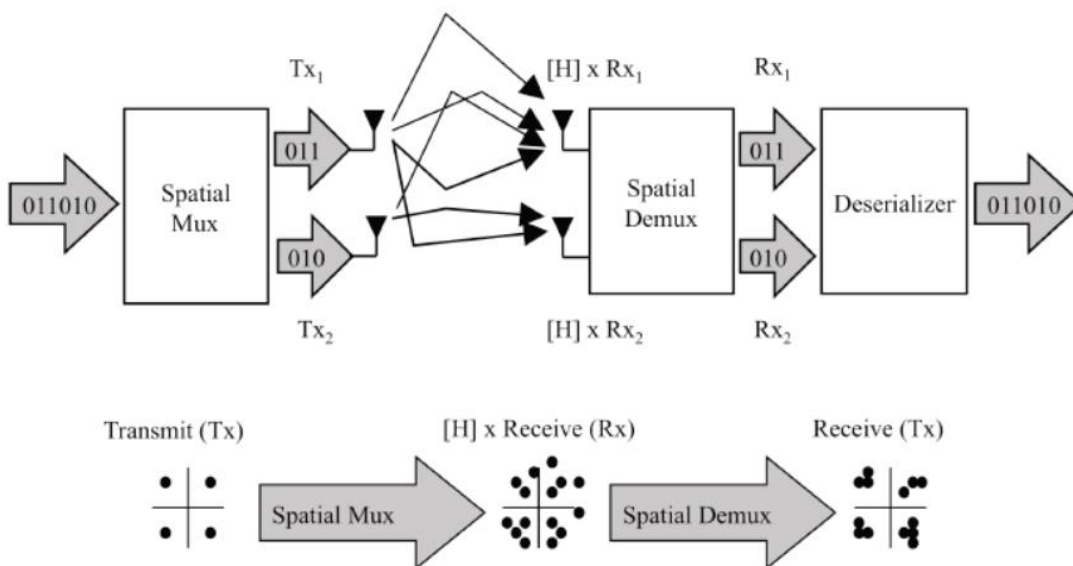 Tx1
[H] x Rx1
Rx1
011010
Spatial
Mux
011
010
Spatial
Demux
011
010
Deserializer
011010
Tx2
[H] x Rx2
Rx2
Transmit (Tx)
[H] x Receive (Rx)
Receive (Tx)
Spatial Mux
Spatial Demux